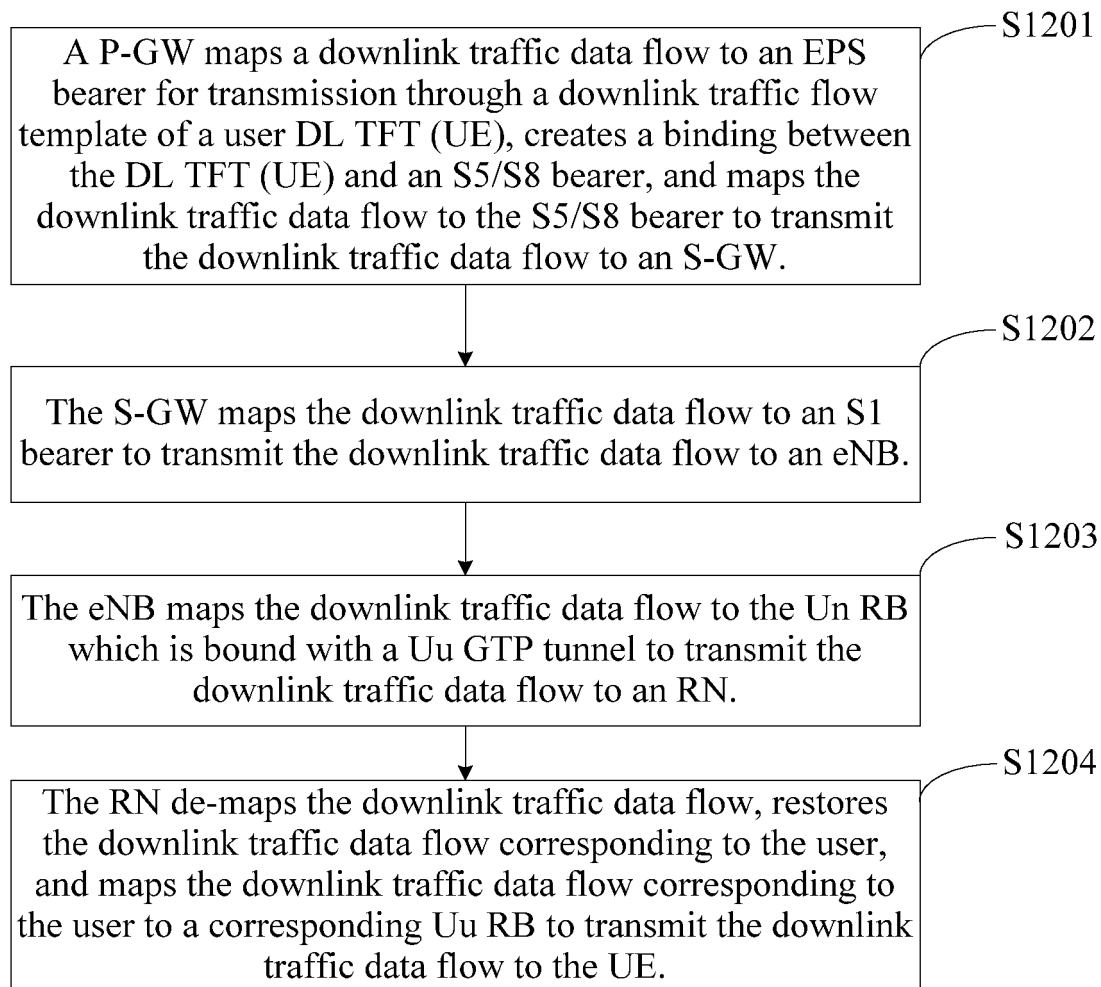 S1201
A P-GW maps a downlink traffic data flow to an EPS
bearer for transmission through a downlink traffic flow
template of a user DL TFT (UE), creates a binding between
the DL TFT (UE) and an S5/S8 bearer, and maps the
downlink traffic data flow to the S5/S8 bearer to transmit
the downlink traffic data flow to an S-GW.
S1202
The S-GW maps the downlink traffic data flow to an S1
bearer to transmit the downlink traffic data flow to an eNB.
S1203
The eNB maps the downlink traffic data flow to the Un RB
which is bound with a Uu GTP tunnel to transmit the
downlink traffic data flow to an RN.
S1204
The RN de-maps the downlink traffic data flow, restores
the downlink traffic data flow corresponding to the user,
and maps the downlink traffic data flow corresponding to
the user to a corresponding Uu RB to transmit the downlink
traffic data flow to the UE.